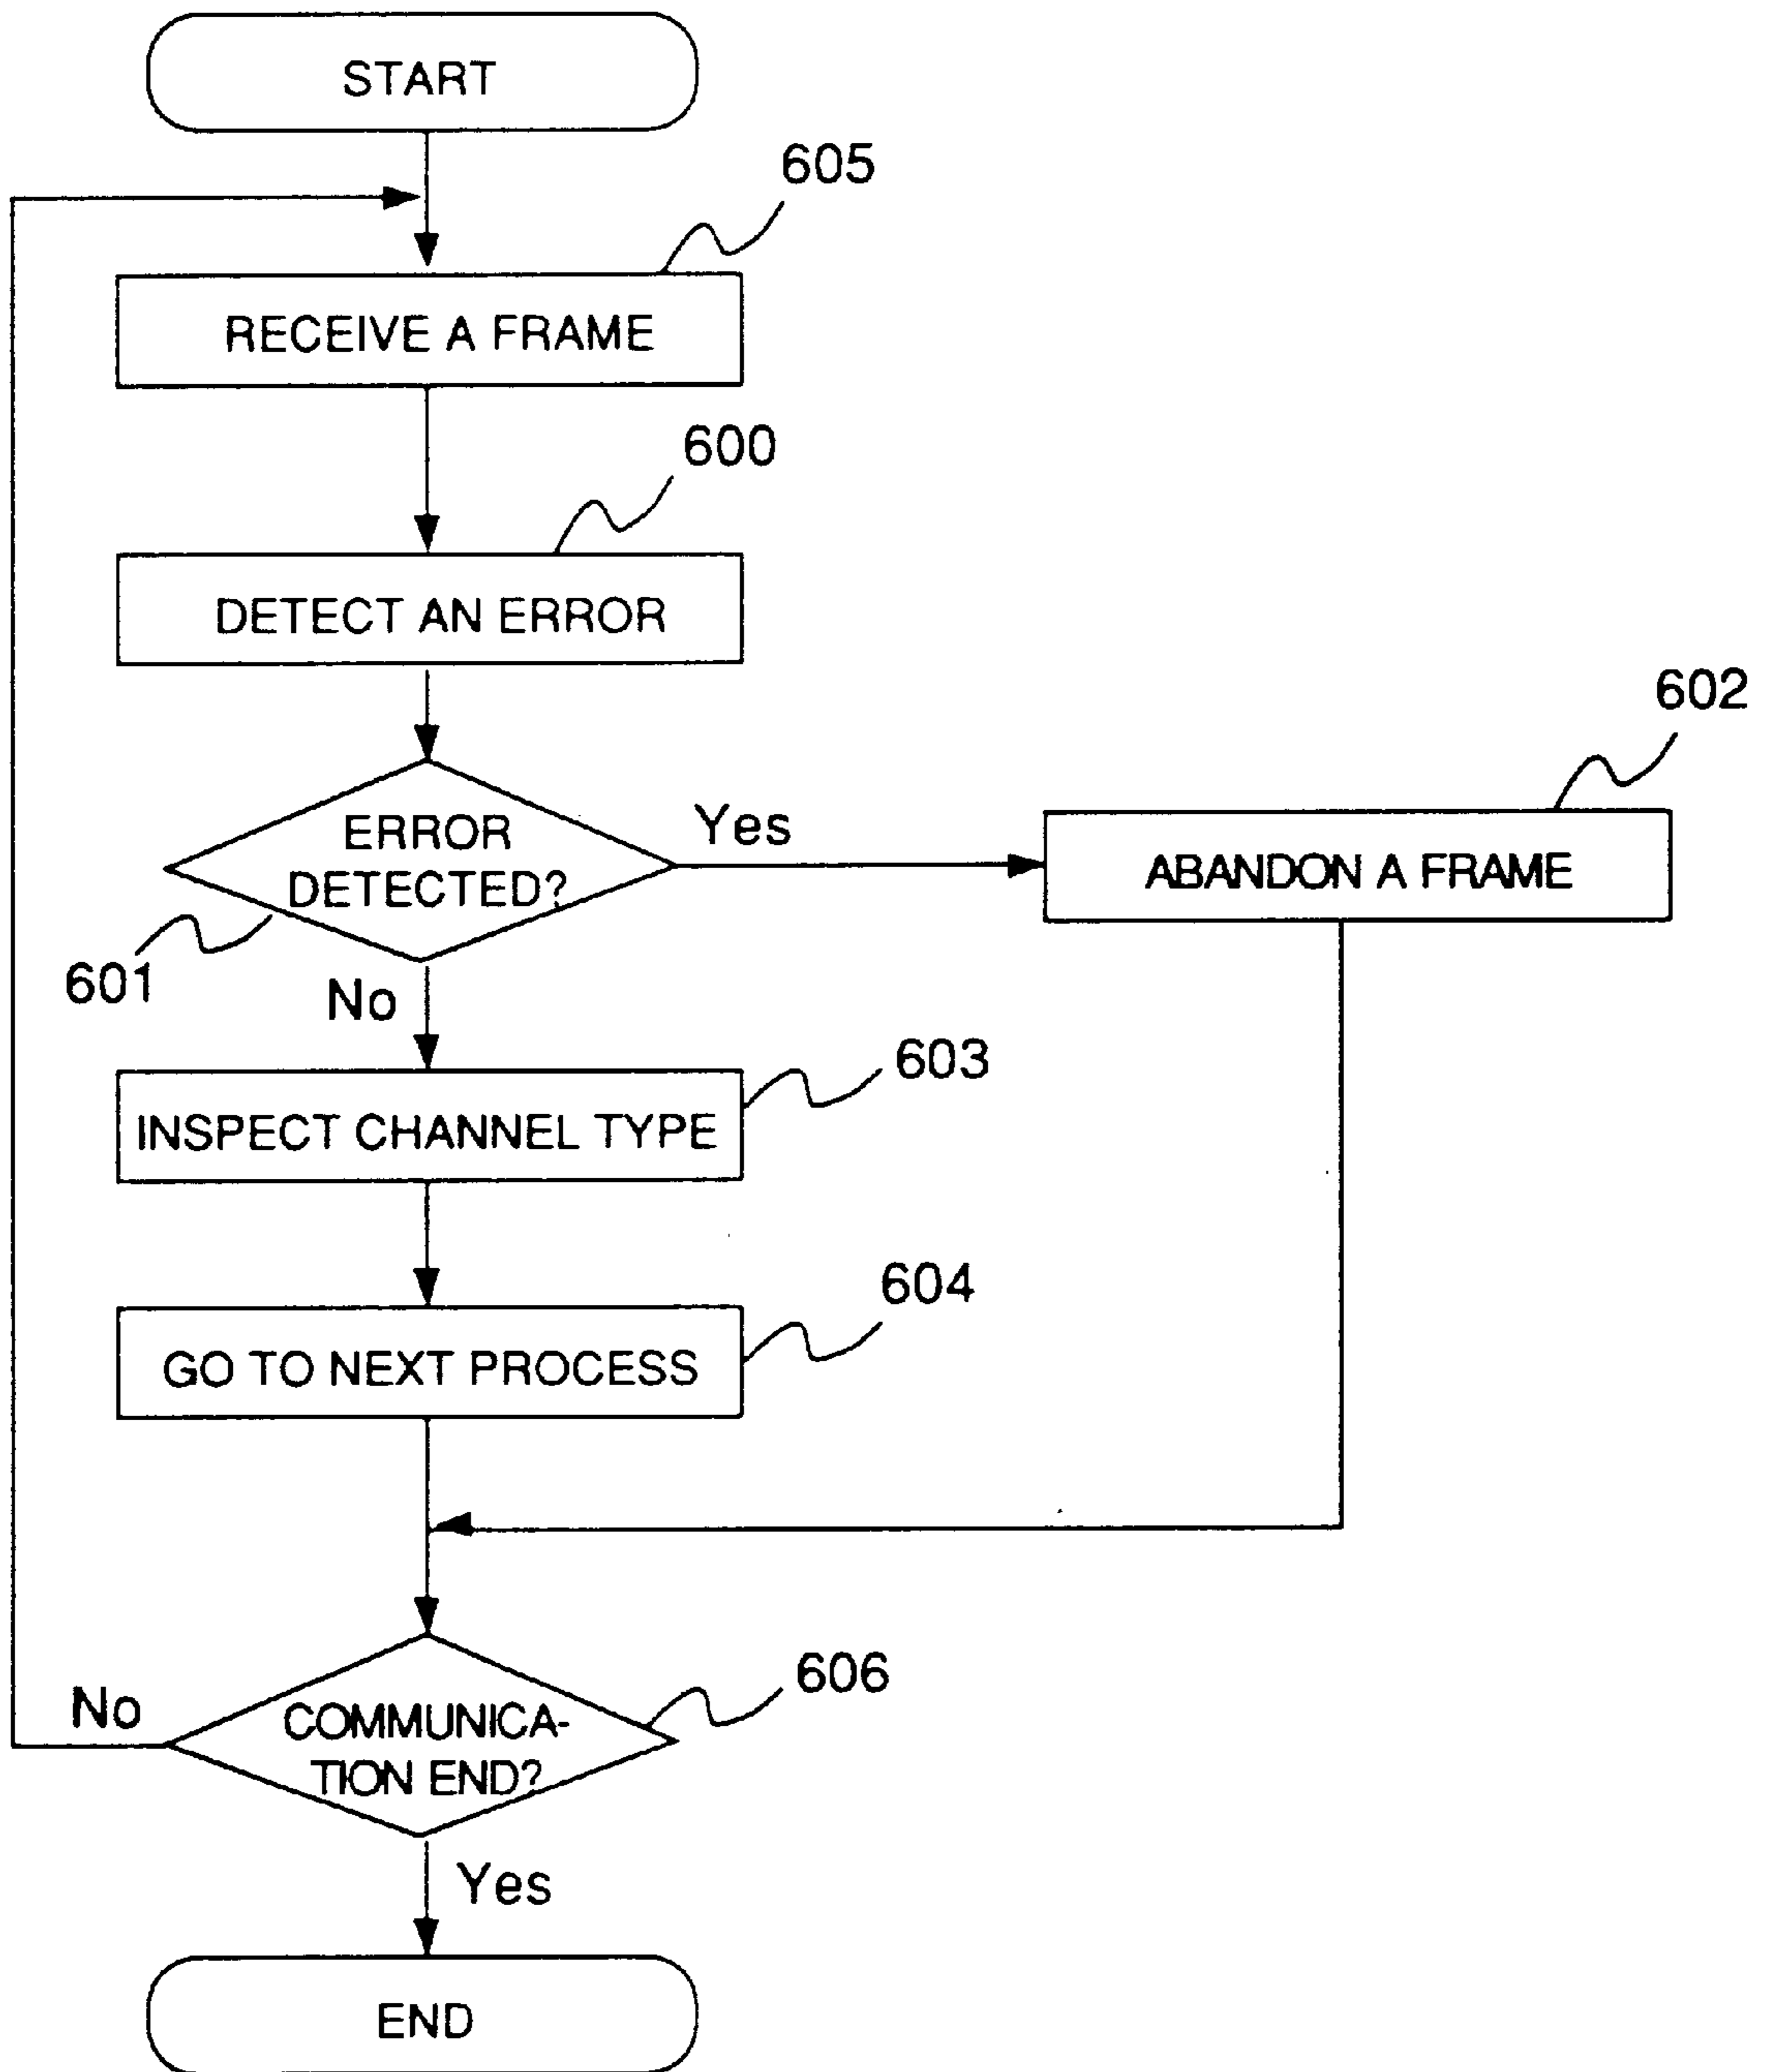 START
605
RECEIVE A FRAME
600
DETECT AN ERROR
602
ERROR
DETECTED?
Yes
ABANDON A FRAME
601
No
603
INSPECT CHANNEL TYPE
604
GO TO NEXT PROCESS
606
No
COMMUNICA-
TION END?
Yes
END